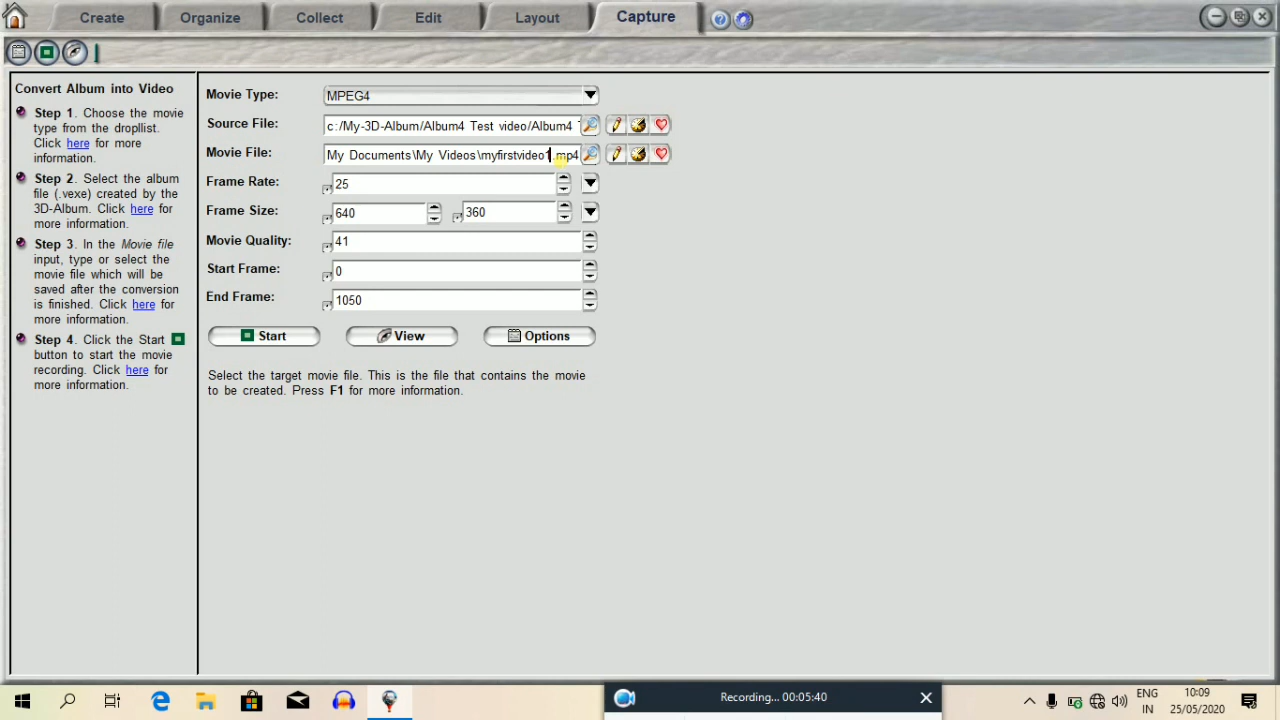 Create Organize Collect Edit Layout Capture
Convert Album into Video
Step 1. Choose the movie
type from the droplist.
Click here for more
information.
Step 2. Select the album
file (.vexe) created by the
3D-Album. Click here for
more information.
Step 3. In the Movie file
input, type or select the
movie file which will be
saved after the conversion
is finished. Click here for
more information.
Step 4. Click the Start
button to start the movie
recording. Click here for
more information.
Movie Type: MPEG4
Source File: c:/My-3D-Album/Album4 Test video/Album4
Movie File: My Documents\My Videos\myfirstvideo1.mp4
Frame Rate: 25
Frame Size: 640 360
Movie Quality: 41
Start Frame: 0
End Frame: 1050
Start View Options
Select the target movie file. This is the file that contains the movie
to be created. Press F1 for more information.
Recording... 00:05:40
ENG
IN
10:09
25/05/2020